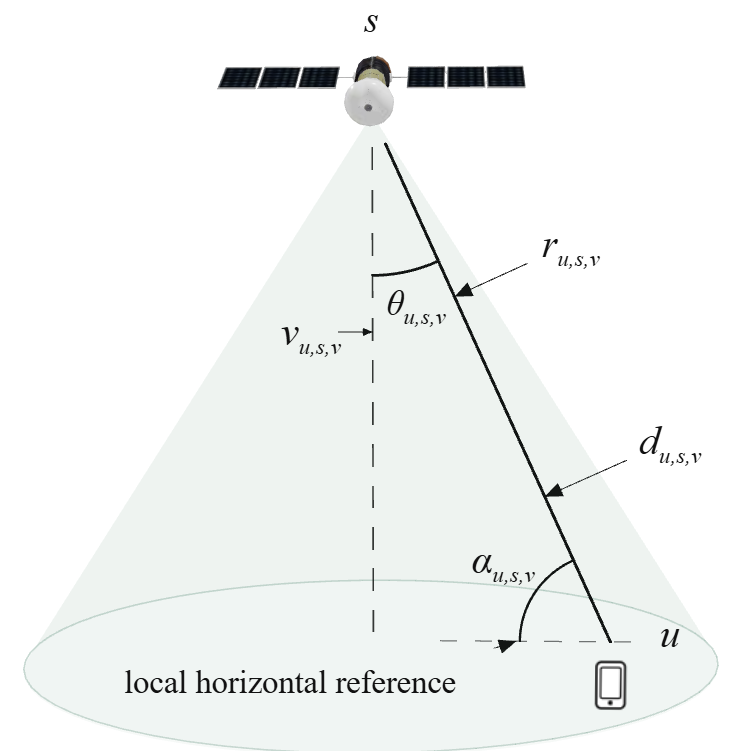 s
r_{u,s,v}
θ_{u,s,v}
v_{u,s,v}
d_{u,s,v}
α_{u,s,v}
u
local horizontal reference